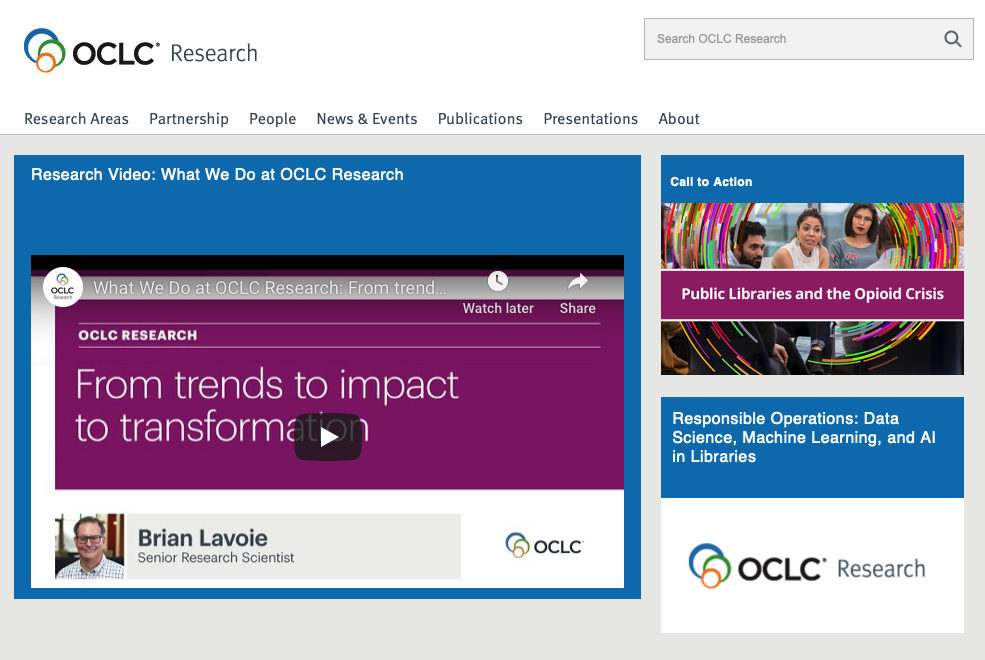 OCLC® Research
Search OCLC Research
Research Areas Partnership People News & Events Publications Presentations About
Research Video: What We Do at OCLC Research
OCLC
Research
What We Do at OCLC Research: From trend...
Watch later
Share
OCLC RESEARCH
From trends to impact
to transformation
Brian Lavoie
Senior Research Scientist
OCLC
Call to Action
Public Libraries and the Opioid Crisis
Responsible Operations: Data
Science, Machine Learning, and AI
in Libraries
OCLC® Research